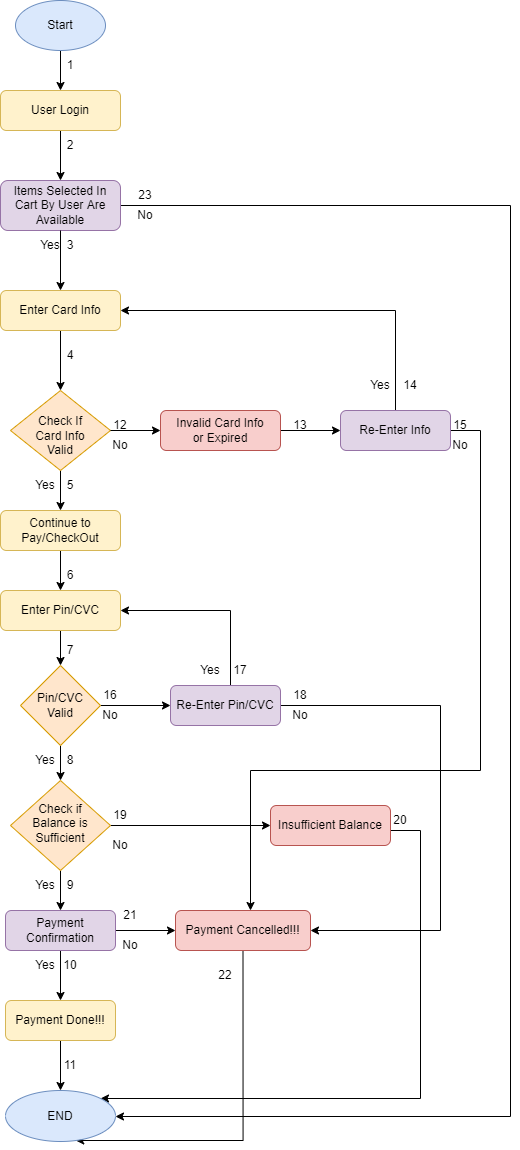 Start
1
User Login
2
Items Selected In
Cart By User Are
Available
23
No
Yes 3
Enter Card Info
4
Yes 14
Check If
Card Info
Valid
12
No
Invalid Card Info
or Expired
13
Re-Enter Info
15
No
Yes 5
Continue to
Pay/CheckOut
6
Enter Pin/CVC
7
Yes 17
Pin/CVC
Valid
16
No
Re-Enter Pin/CVC
18
No
Yes 8
Check if
Balance is
Sufficient
19
No
Insufficient Balance
20
Yes 9
Payment
Confirmation
21
No
Payment Cancelled!!!
Yes 10
22
Payment Done!!!
11
END